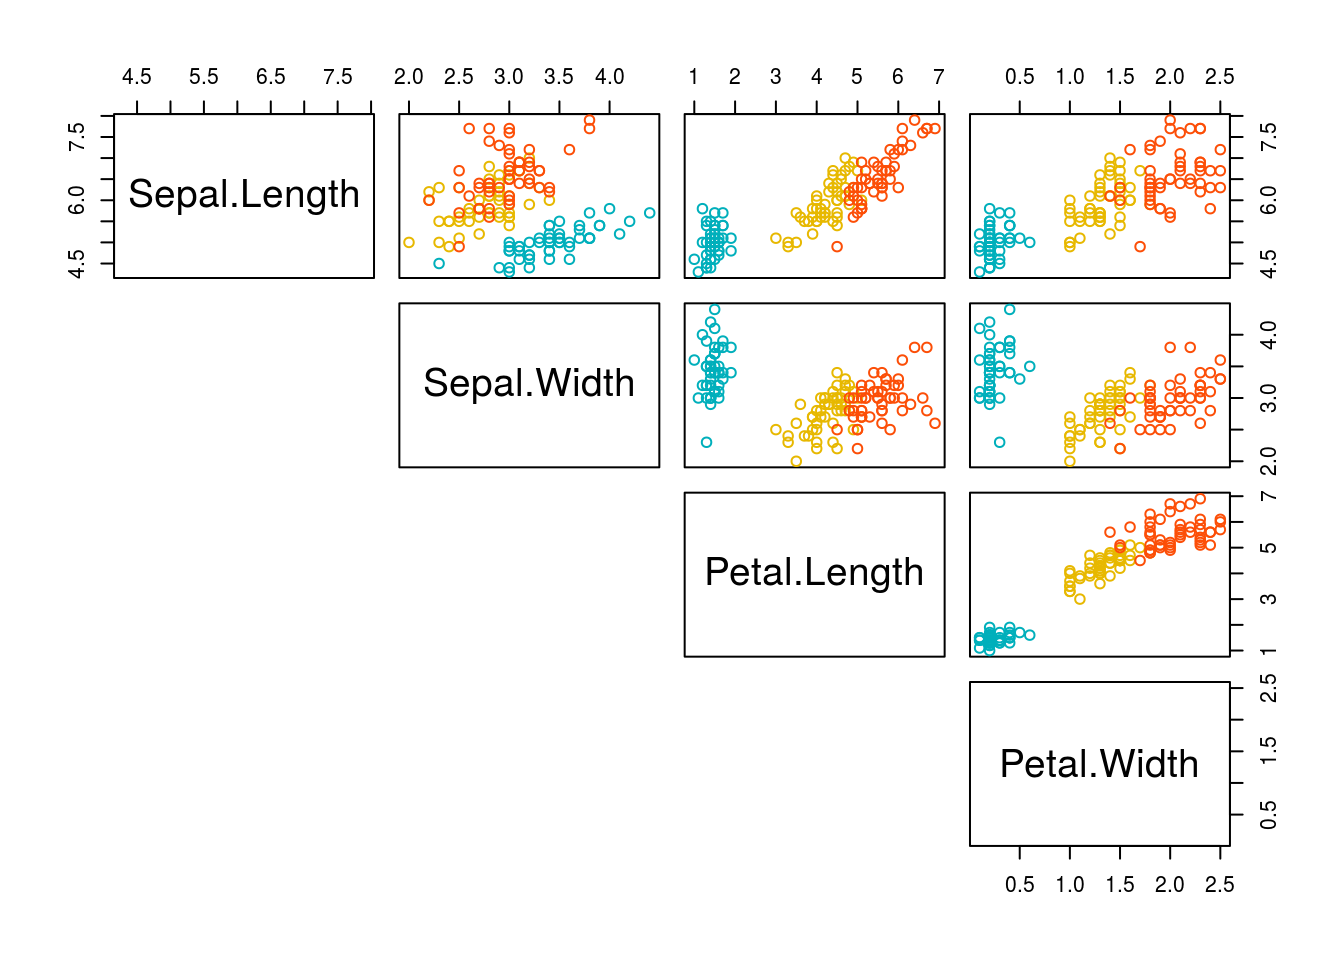 4.5 5.5 6.5 7.5 2.0 2.5 3.0 3.5 4.0 1 2 3 4 5 6 7 0.5 1.0 1.5 2.0 2.5
4.5 6.0 7.5 Sepal.Length 4.5 6.0 7.5
Sepal.Width 2.0 3.0 4.0
Petal.Length 1 3 5 7
Petal.Width 0.5 1.5 2.5
0.5 1.0 1.5 2.0 2.5